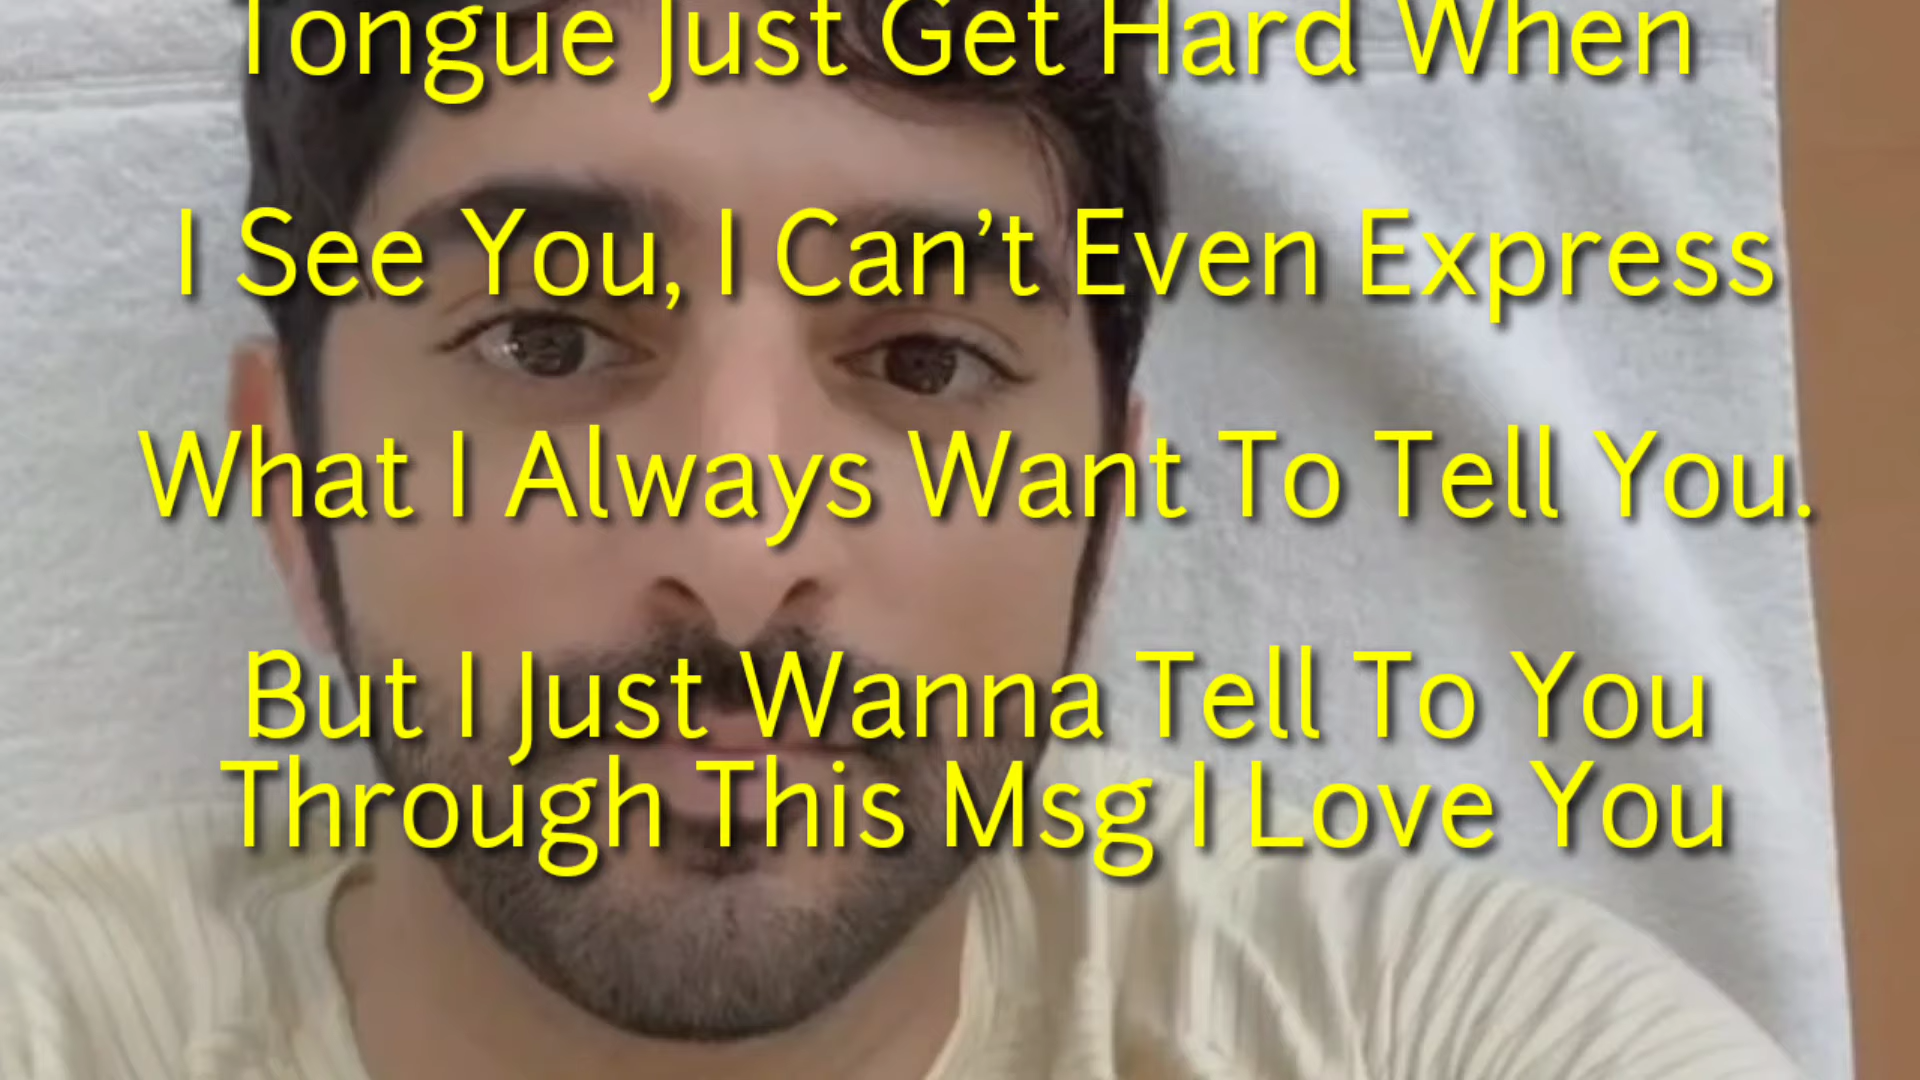 Tongue Just Get Hard When
I See You, I Can’t Even Express
What I Always Want To Tell You.
But I Just Wanna Tell To You
Through This Msg I Love You